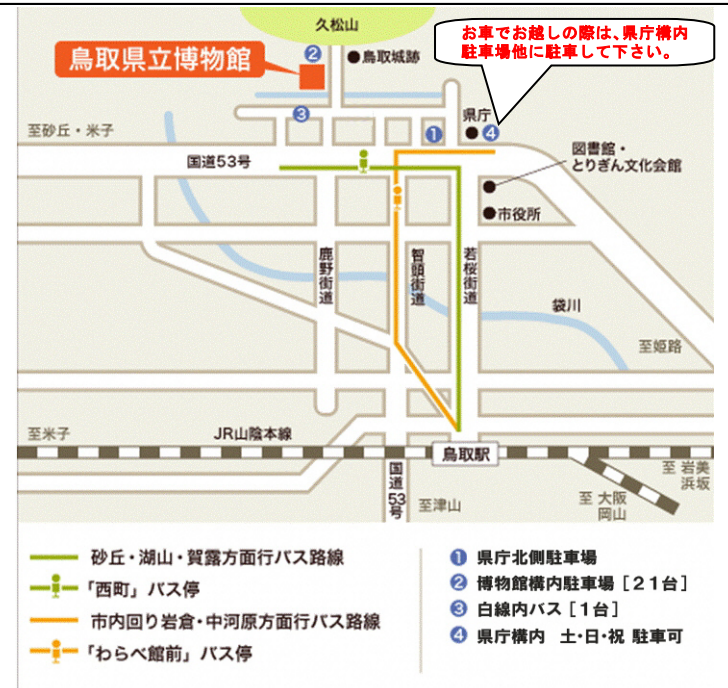 久松山
お車でお越しの際は、県庁構内
駐車場他に駐車して下さい。
鳥取県立博物館
②
●鳥取城跡
③
県庁
①
④
至砂丘・米子
国道53号
図書館・
とりぎん文化会館
市役所
鹿野街道
智頭街道
若桜街道
袋川
至姫路
至米子
JR山陰本線
鳥取駅
国道53号
至津山
至 岩美
浜坂
至 大阪
岡山
砂丘・湖山・賀露方面行バス路線
「西町」バス停
市内回り岩倉・中河原方面行バス路線
「わらべ館前」バス停
① 県庁北側駐車場
② 博物館構内駐車場［２１台］
③ 白線内バス［１台］
④ 県庁構内　土・日・祝 駐車可